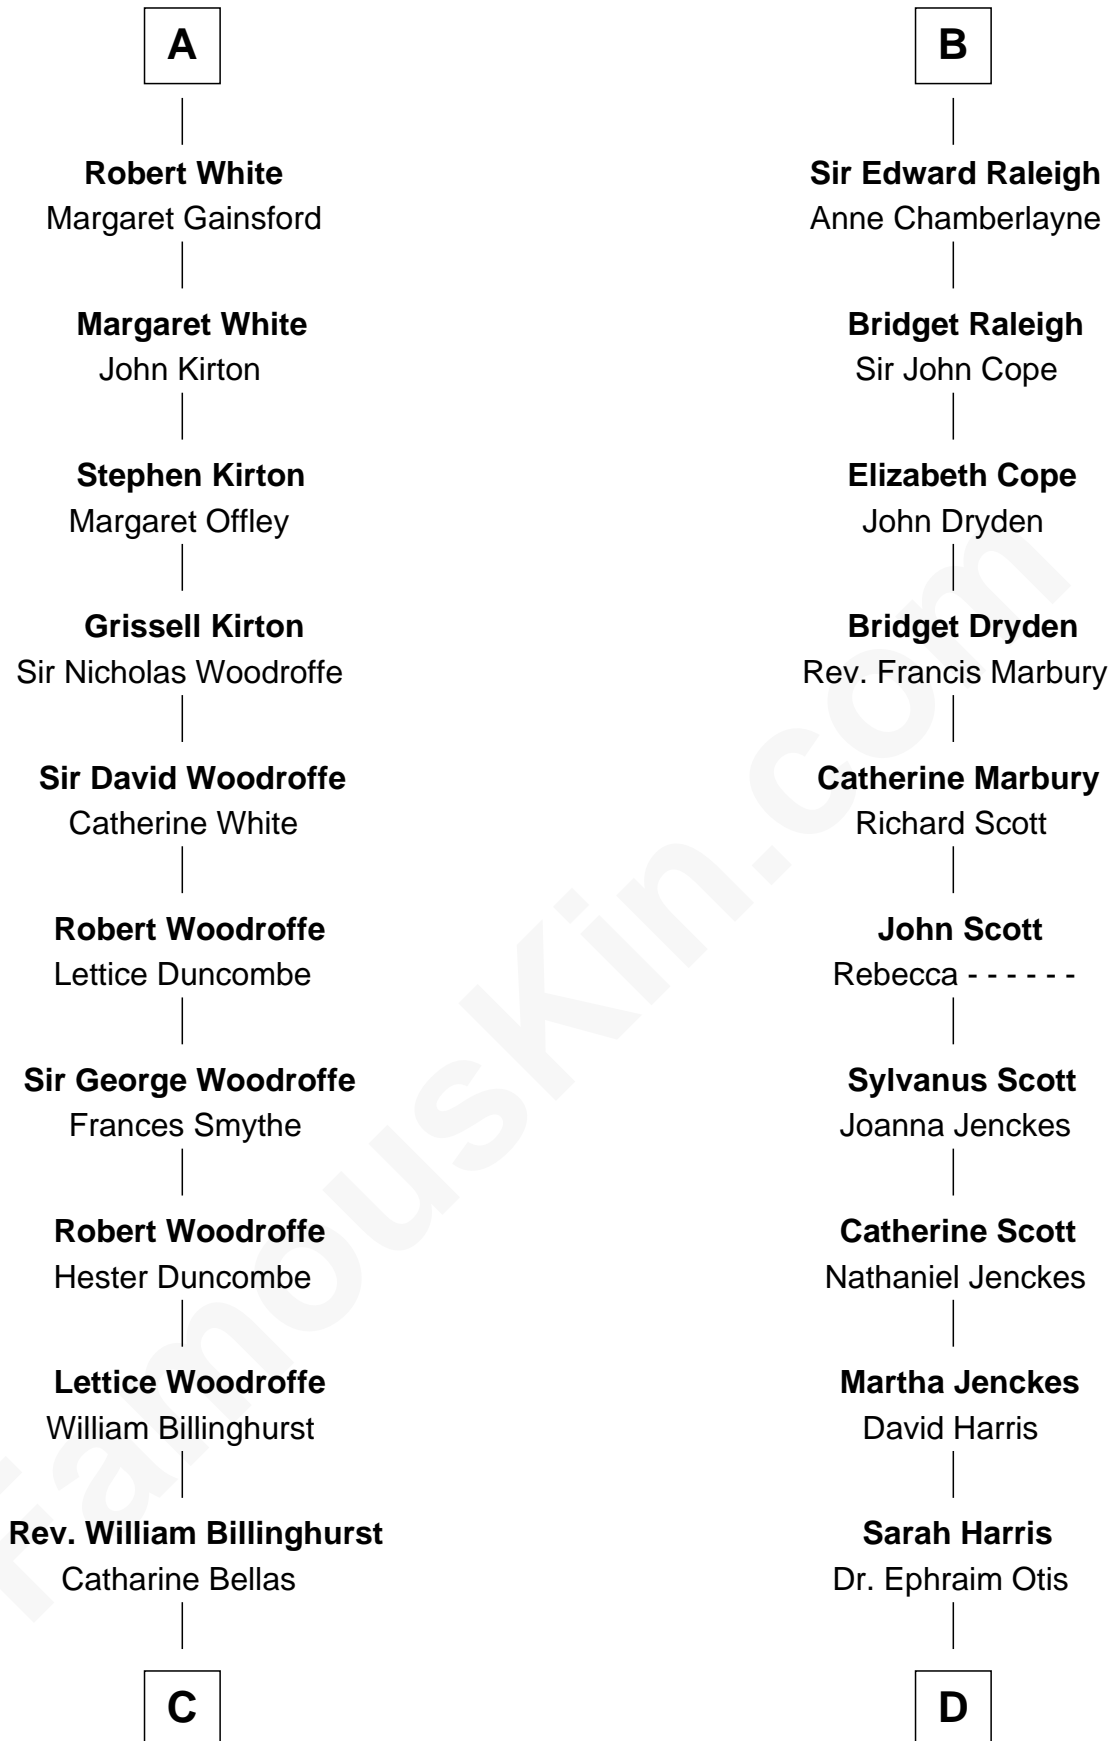 A
Robert White
Margaret Gainsford
Margaret White
John Kirton
Stephen Kirton
Margaret Offley
Grissell Kirton
Sir Nicholas Woodroffe
Sir David Woodroffe
Catherine White
Robert Woodroffe
Lettice Duncombe
Sir George Woodroffe
Frances Smythe
Robert Woodroffe
Hester Duncombe
Lettice Woodroffe
William Billinghurst
Rev. William Billinghurst
Catharine Bellas
C
B
Sir Edward Raleigh
Anne Chamberlayne
Bridget Raleigh
Sir John Cope
Elizabeth Cope
John Dryden
Bridget Dryden
Rev. Francis Marbury
Catherine Marbury
Richard Scott
John Scott
Rebecca - - - - - -
Sylvanus Scott
Joanna Jenckes
Catherine Scott
Nathaniel Jenckes
Martha Jenckes
David Harris
Sarah Harris
Dr. Ephraim Otis
D
FamousKin.com